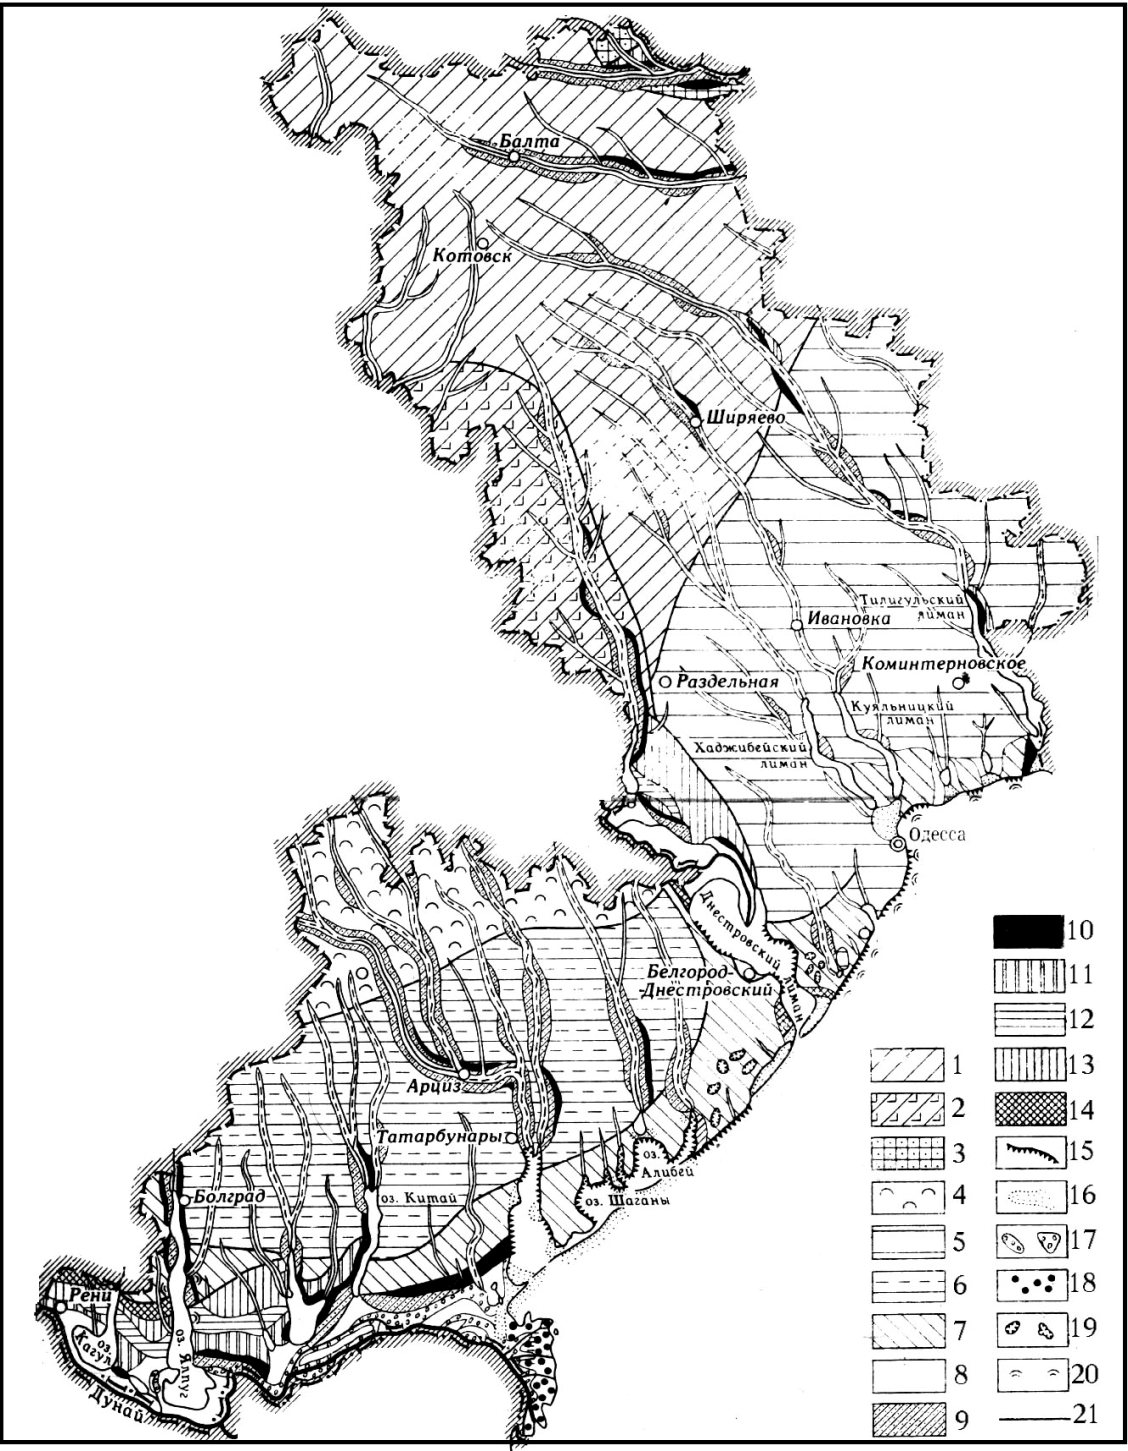 Балта
Котовск
Ширяево
Тилигульский
лиман
Ивановка
Коминтерновское
Раздельная
Куяльницкий
лиман
Хаджибейский
лиман
Одесса
Днестровский
лиман
Белгород-
-Днестровский
Арциз
Татарбунары
оз.
Алибей
Болград
оз. Китай
оз. Шаганы
Рени
оз.
Кагул
оз. Ялпуг
Дунай
1
2
3
4
5
6
7
8
9
10
11
12
13
14
15
16
17
18
19
20
21